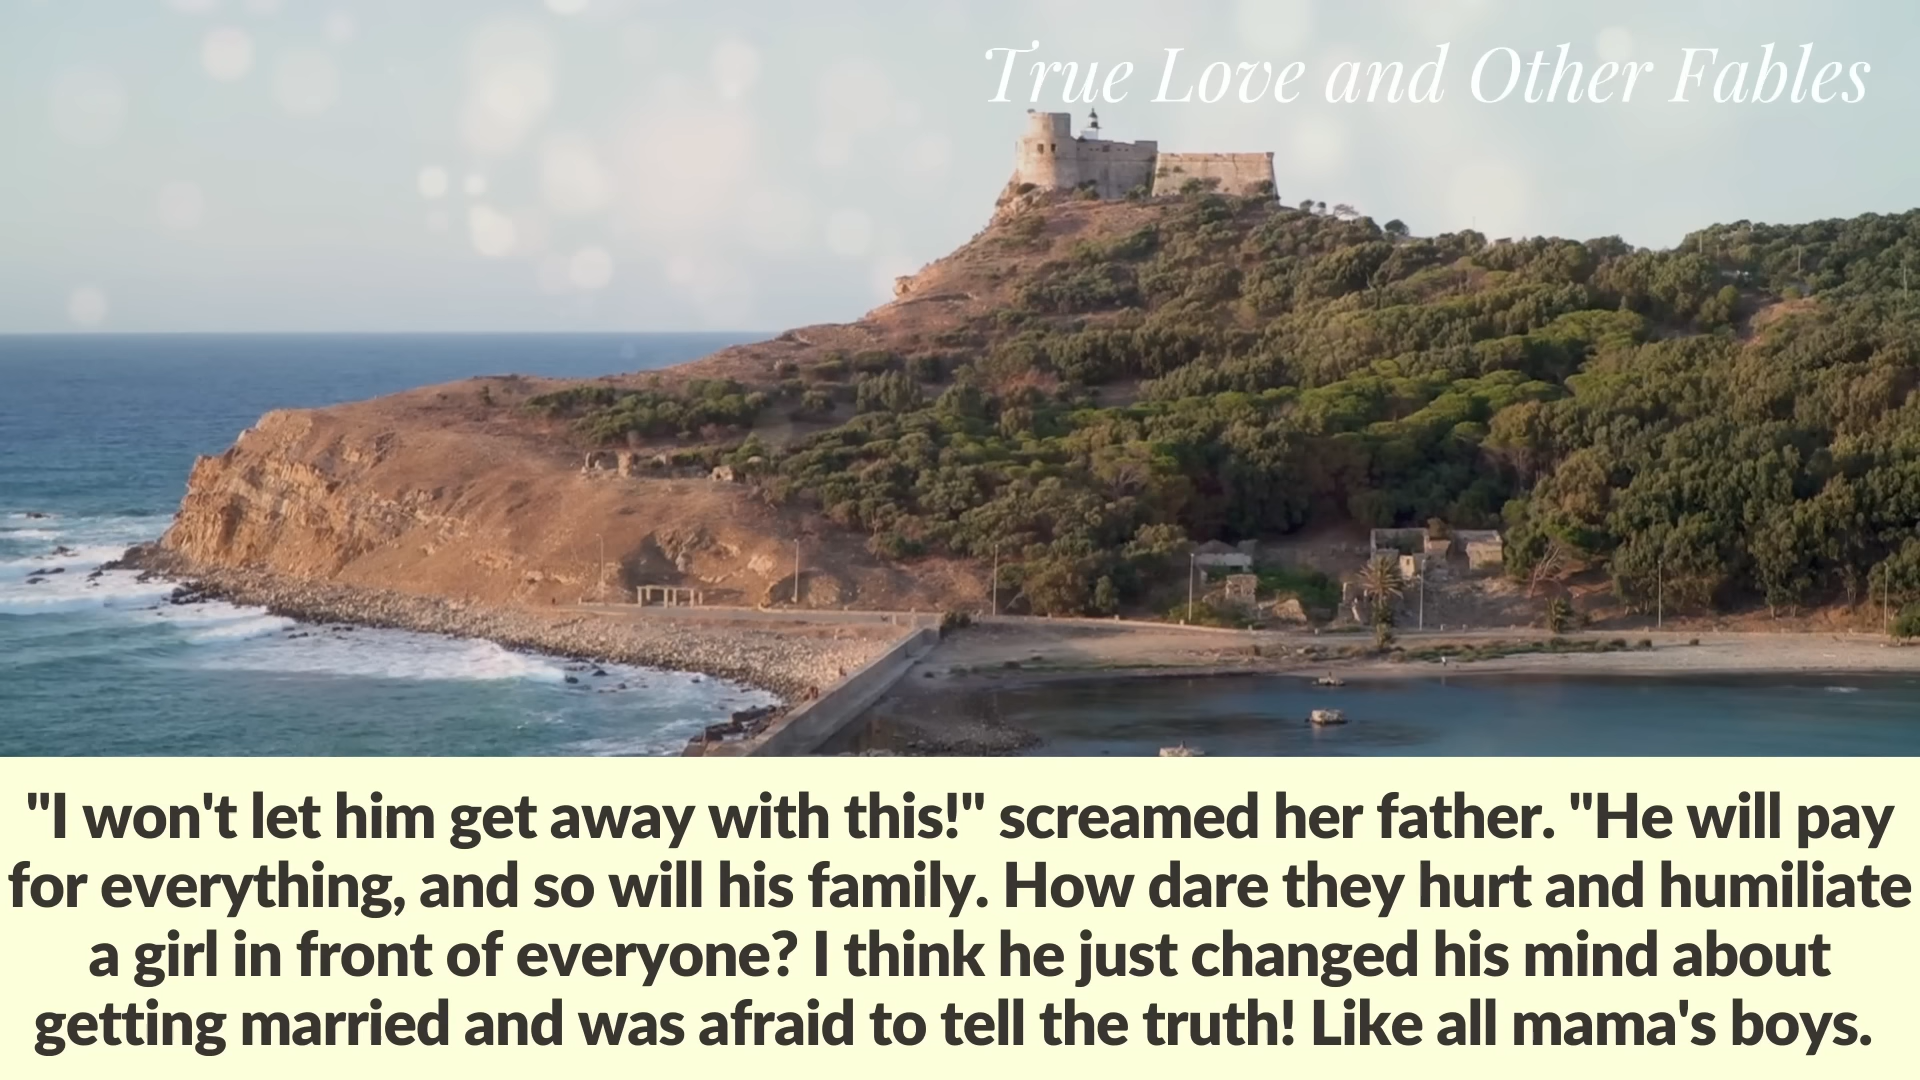 True Love and Other Fables
"I won't let him get away with this!" screamed her father. "He will pay
for everything, and so will his family. How dare they hurt and humiliate
a girl in front of everyone? I think he just changed his mind about
getting married and was afraid to tell the truth! Like all mama's boys.